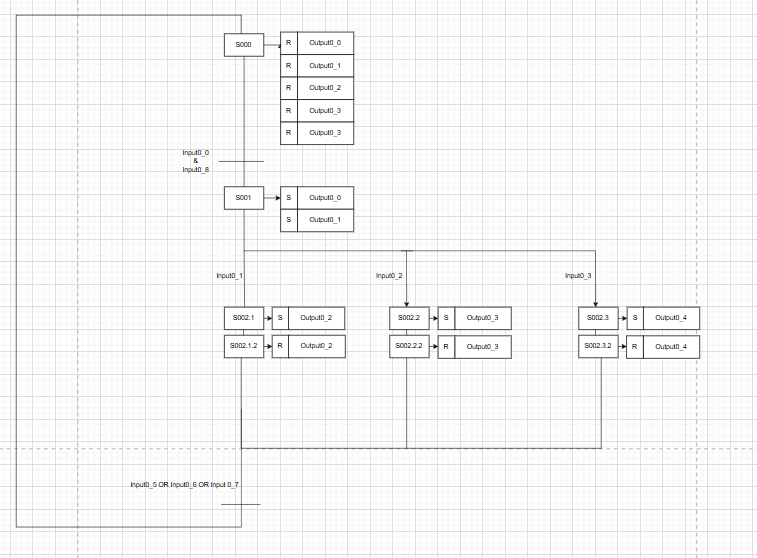 S000
R Output0_0
R Output0_1
R Output0_2
R Output0_3
R Output0_3
Input0_0
&
Input0_8
S001
S Output0_0
S Output0_1
Input0_1
Input0_2
Input0_3
S002.1 S Output0_2
S002.2 S Output0_3
S002.3 S Output0_4
S002.1.2 R Output0_2
S002.2.2 R Output0_3
S002.3.2 R Output0_4
Input0_5 OR Input0_6 OR Input 0_7